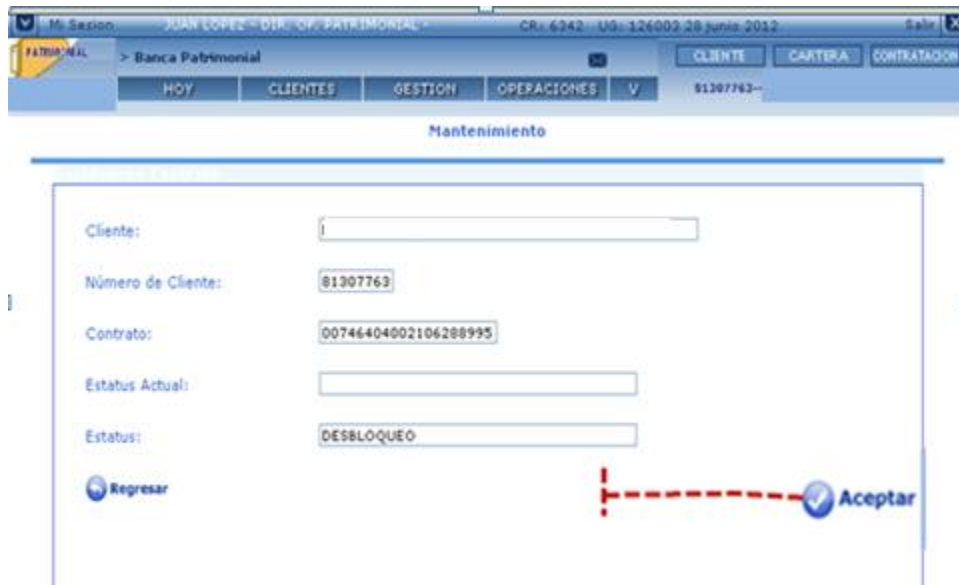 Mi Sesion JUAN LOPEZ - DIR. OF. PATRIMONIAL - CR: 6342 UG: 126003 28 junio 2012 Salir
PATRIMONIAL > Banca Patrimonial CLIENTE CARTERA CONTRATACION
HOY CLIENTES GESTION OPERACIONES V 81307763--
Mantenimiento
Cliente:
Número de Cliente: 81307763
Contrato: 00746404002106288995
Estatus Actual:
Estatus: DESBLOQUEO
Regresar Aceptar